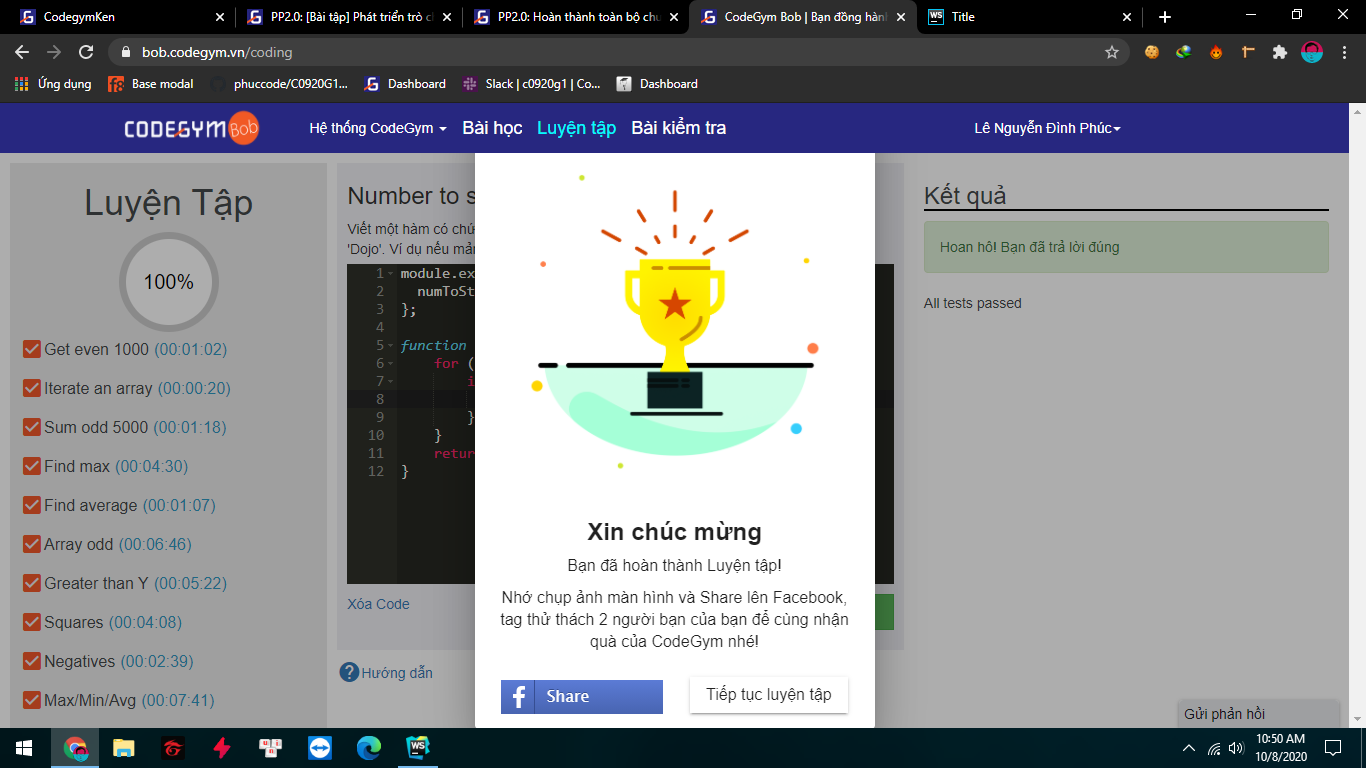 CodegymKen
PP2.0: [Bài tập] Phát triển trò c
PP2.0: Hoàn thành toàn bộ chư
CodeGym Bob | Bạn đồng hàn
Title
bob.codegym.vn/coding
Ứng dụng
Base modal
phuccode/C0920G1...
Dashboard
Slack | c0920g1 | Co...
Dashboard
CODEGYM Bob
Hệ thống CodeGym
Bài học
Luyện tập
Bài kiểm tra
Lê Nguyễn Đình Phúc
Luyện Tập
100%
Get even 1000 (00:01:02)
Iterate an array (00:00:20)
Sum odd 5000 (00:01:18)
Find max (00:04:30)
Find average (00:01:07)
Array odd (00:06:46)
Greater than Y (00:05:22)
Squares (00:04:08)
Negatives (00:02:39)
Max/Min/Avg (00:07:41)
Number to s
Viết một hàm có chứ
'Dojo'. Ví dụ nếu mản
1 module.ex
2 numToSt
3 };
4
5 function
6 for (
7 i
8
9 }
10 }
11 retur
12 }
Xóa Code
Hướng dẫn
Xin chúc mừng
Bạn đã hoàn thành Luyện tập!
Nhớ chụp ảnh màn hình và Share lên Facebook,
tag thử thách 2 người bạn của bạn để cùng nhận
quà của CodeGym nhé!
f Share
Tiếp tục luyện tập
Kết quả
Hoan hô! Bạn đã trả lời đúng
All tests passed
Gửi phản hồi
10:50 AM
10/8/2020